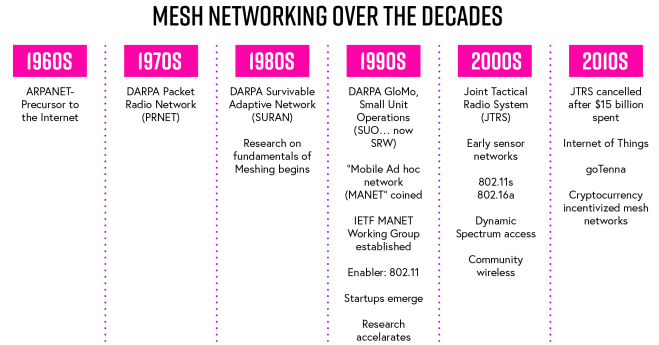 MESH NETWORKING OVER THE DECADES
1960S
ARPANET-
Precursor to
the Internet
1970S
DARPA Packet
Radio Network
(PRNET)
1980S
DARPA Survivable
Adaptive Network
(SURAN)
Research on
fundamentals of
Meshing begins
1990S
DARPA GloMo,
Small Unit
Operations
(SUO... now
SRW)
"Mobile Ad hoc
network
(MANET" coined
IETF MANET
Working Group
established
Enabler: 802.11
Startups emerge
Research
accelarates
2000S
Joint Tactical
Radio System
(JTRS)
Early sensor
networks
802.11s
802.16a
Dynamic
Spectrum access
Community
wireless
2010S
JTRS cancelled
after $15 billion
spent
Internet of Things
goTenna
Cryptocurrency
incentivized mesh
networks